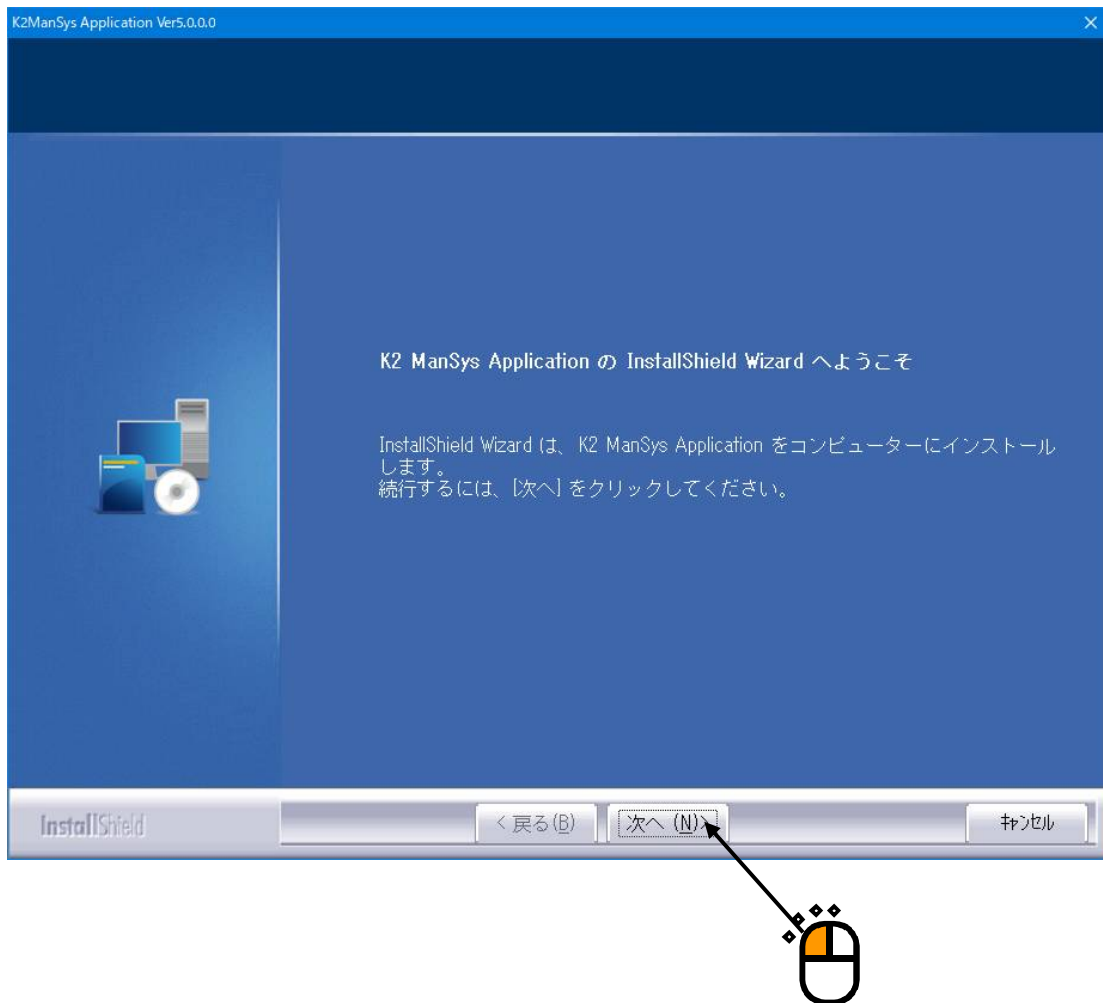 K2ManSys Application Ver5.0.0.0
K2 ManSys Application の InstallShield Wizard へようこそ
InstallShield Wizard は、K2 ManSys Application をコンピューターにインストール
します。
続行するには、[次へ] をクリックしてください。
InstallShield
< 戻る(B) 次へ (N)> キャンセル